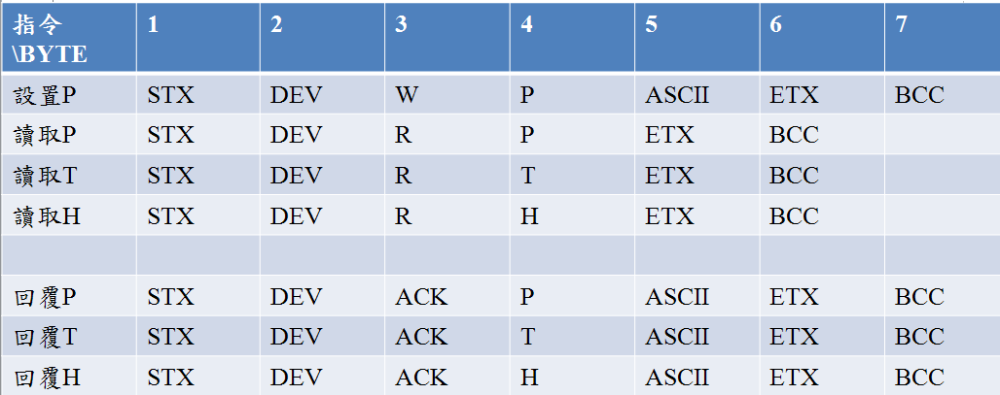 指令 \BYTE 1 2 3 4 5 6 7
設置P STX DEV W P ASCII ETX BCC
讀取P STX DEV R P ETX BCC
讀取T STX DEV R T ETX BCC
讀取H STX DEV R H ETX BCC
回覆P STX DEV ACK P ASCII ETX BCC
回覆T STX DEV ACK T ASCII ETX BCC
回覆H STX DEV ACK H ASCII ETX BCC